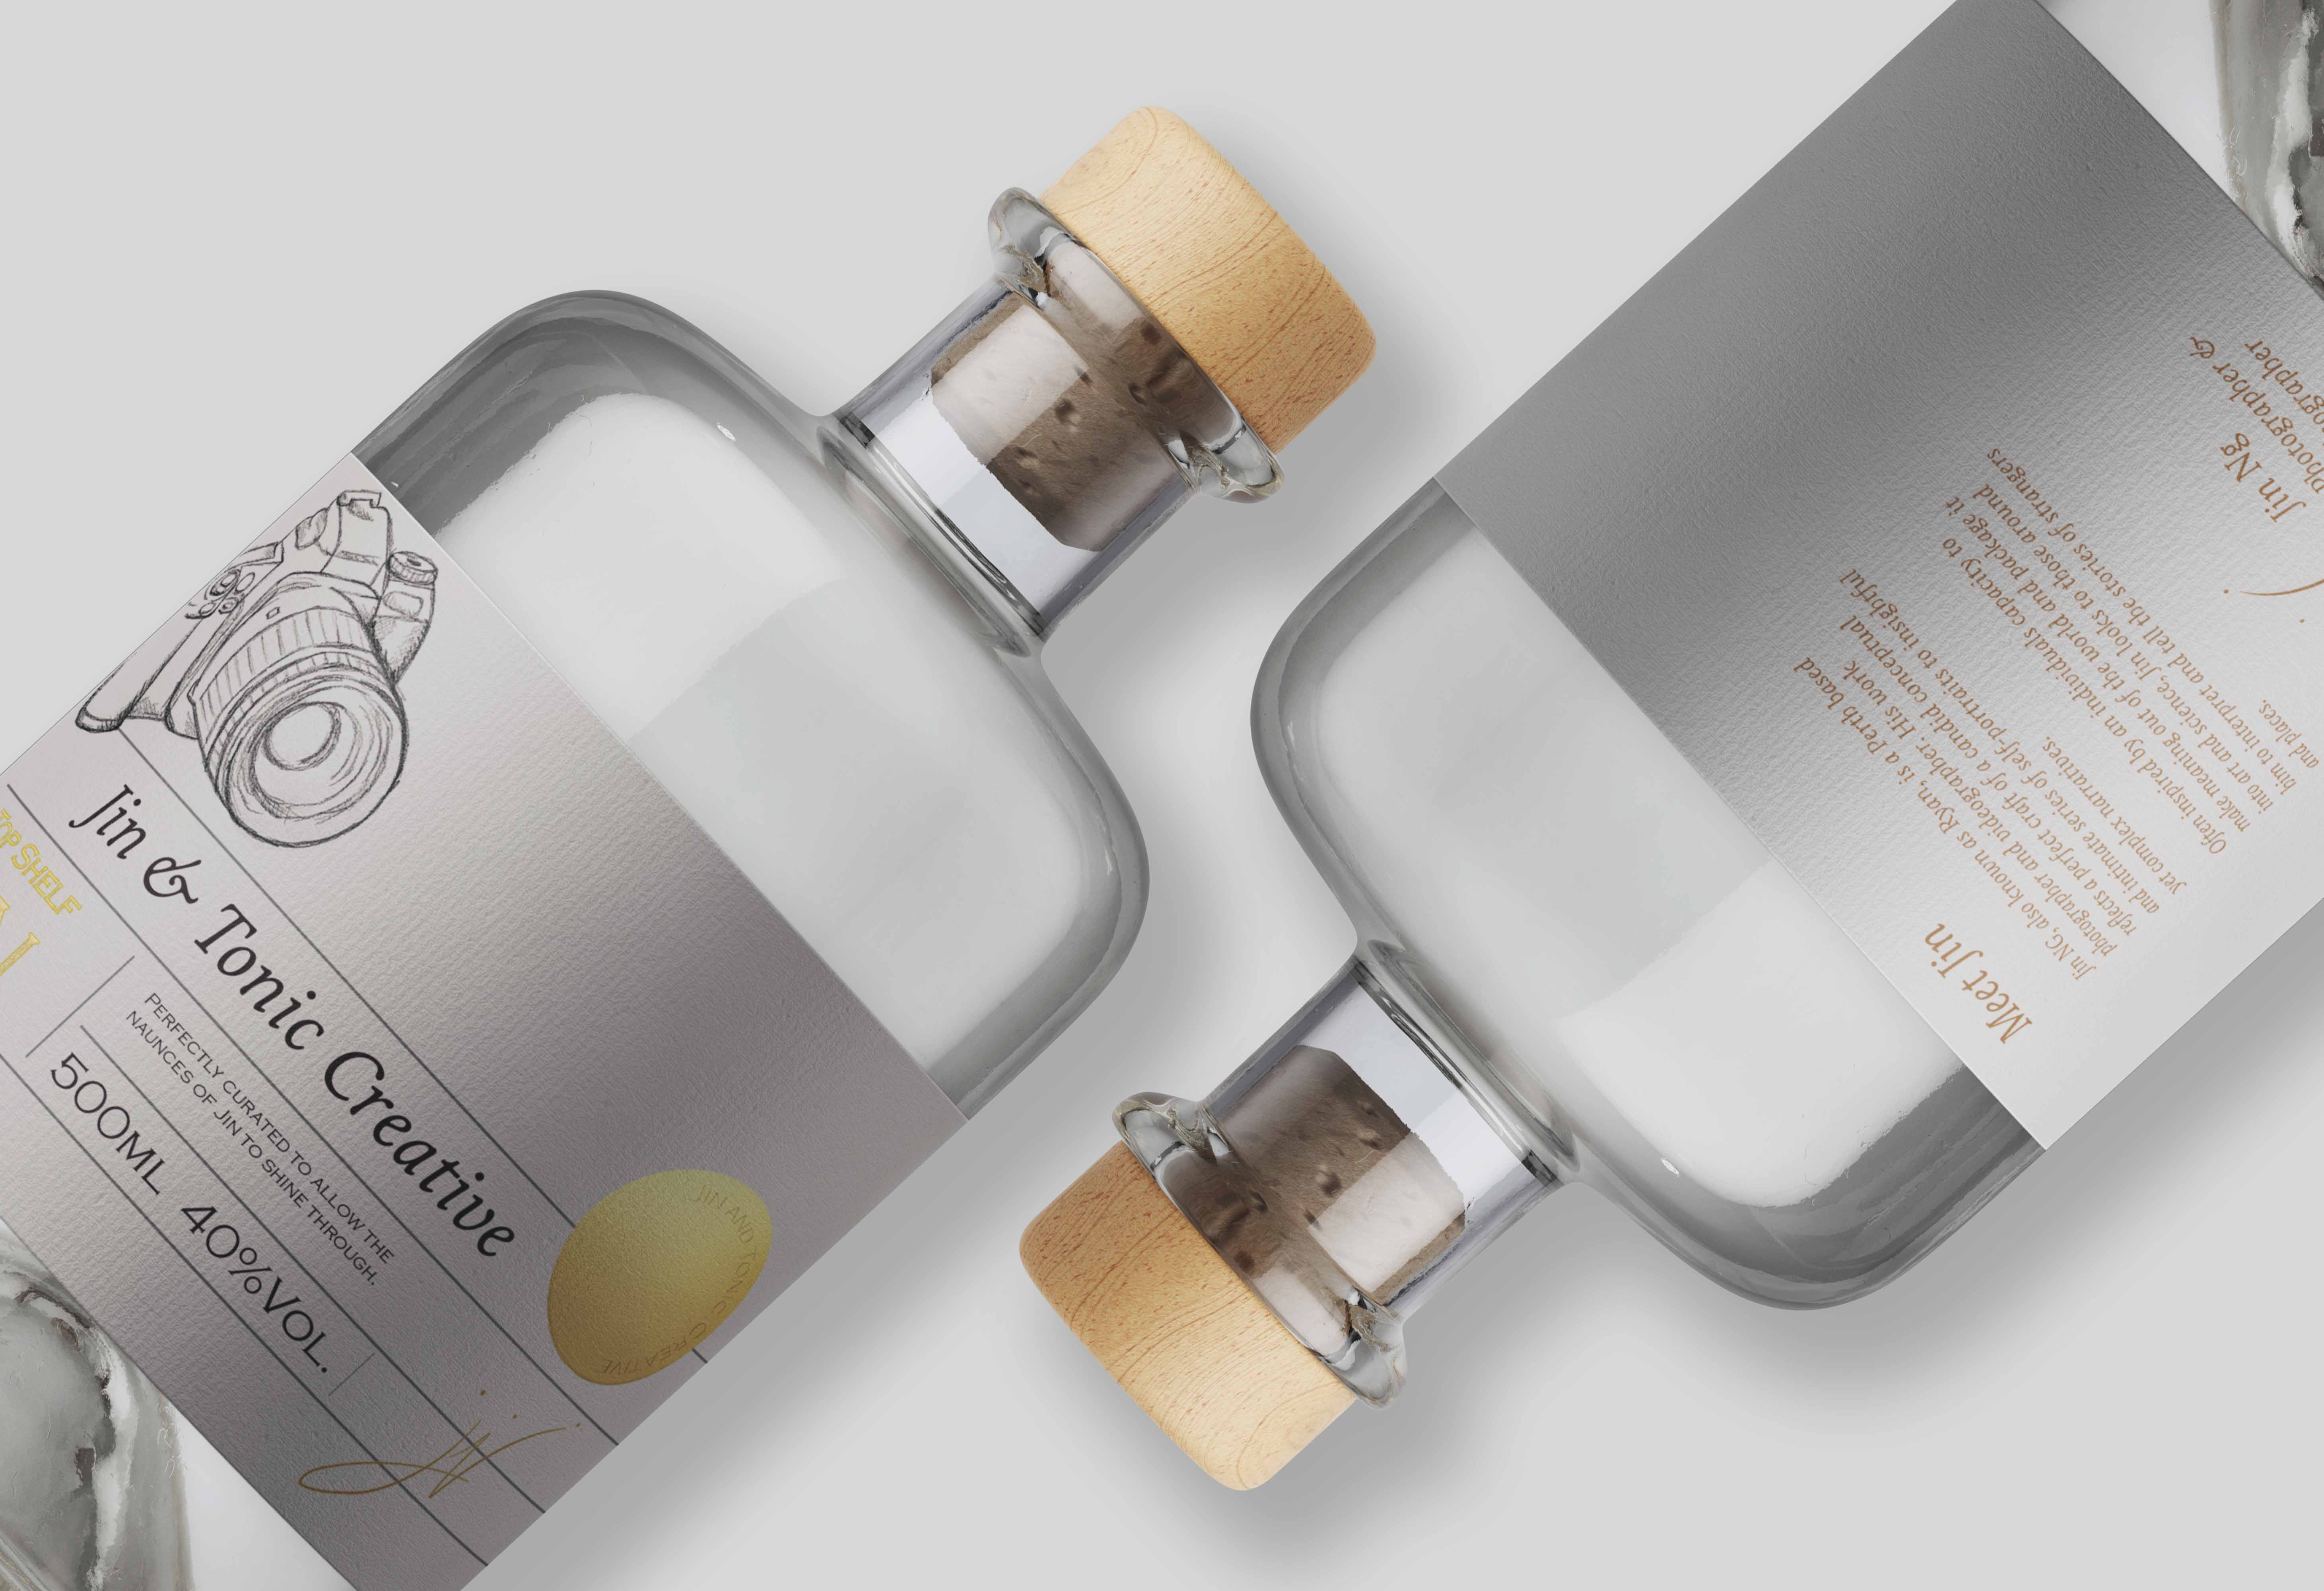 Jin & Tonic Creative
TOP SHELF
PERFECTLY CURATED TO ALLOW THE
NAUNCES OF JIN TO SHINE THROUGH.
500ML 40%VOL.
JIN AND TONIC CREATIVE
Meet Jin
Jin NG, also known as Ryan, is a Perth based
photographer and videographer. His work
reflects a perfect craft of a candid conceptual
and intimate series of self-portraits to insightful
yet complex narratives.
Often inspired by an individuals capacity to
make meaning out of the world and package it
into art and science, Jin looks to those around
him to interpret and tell the stories of strangers
and places.
Jin Ng
Photographer &